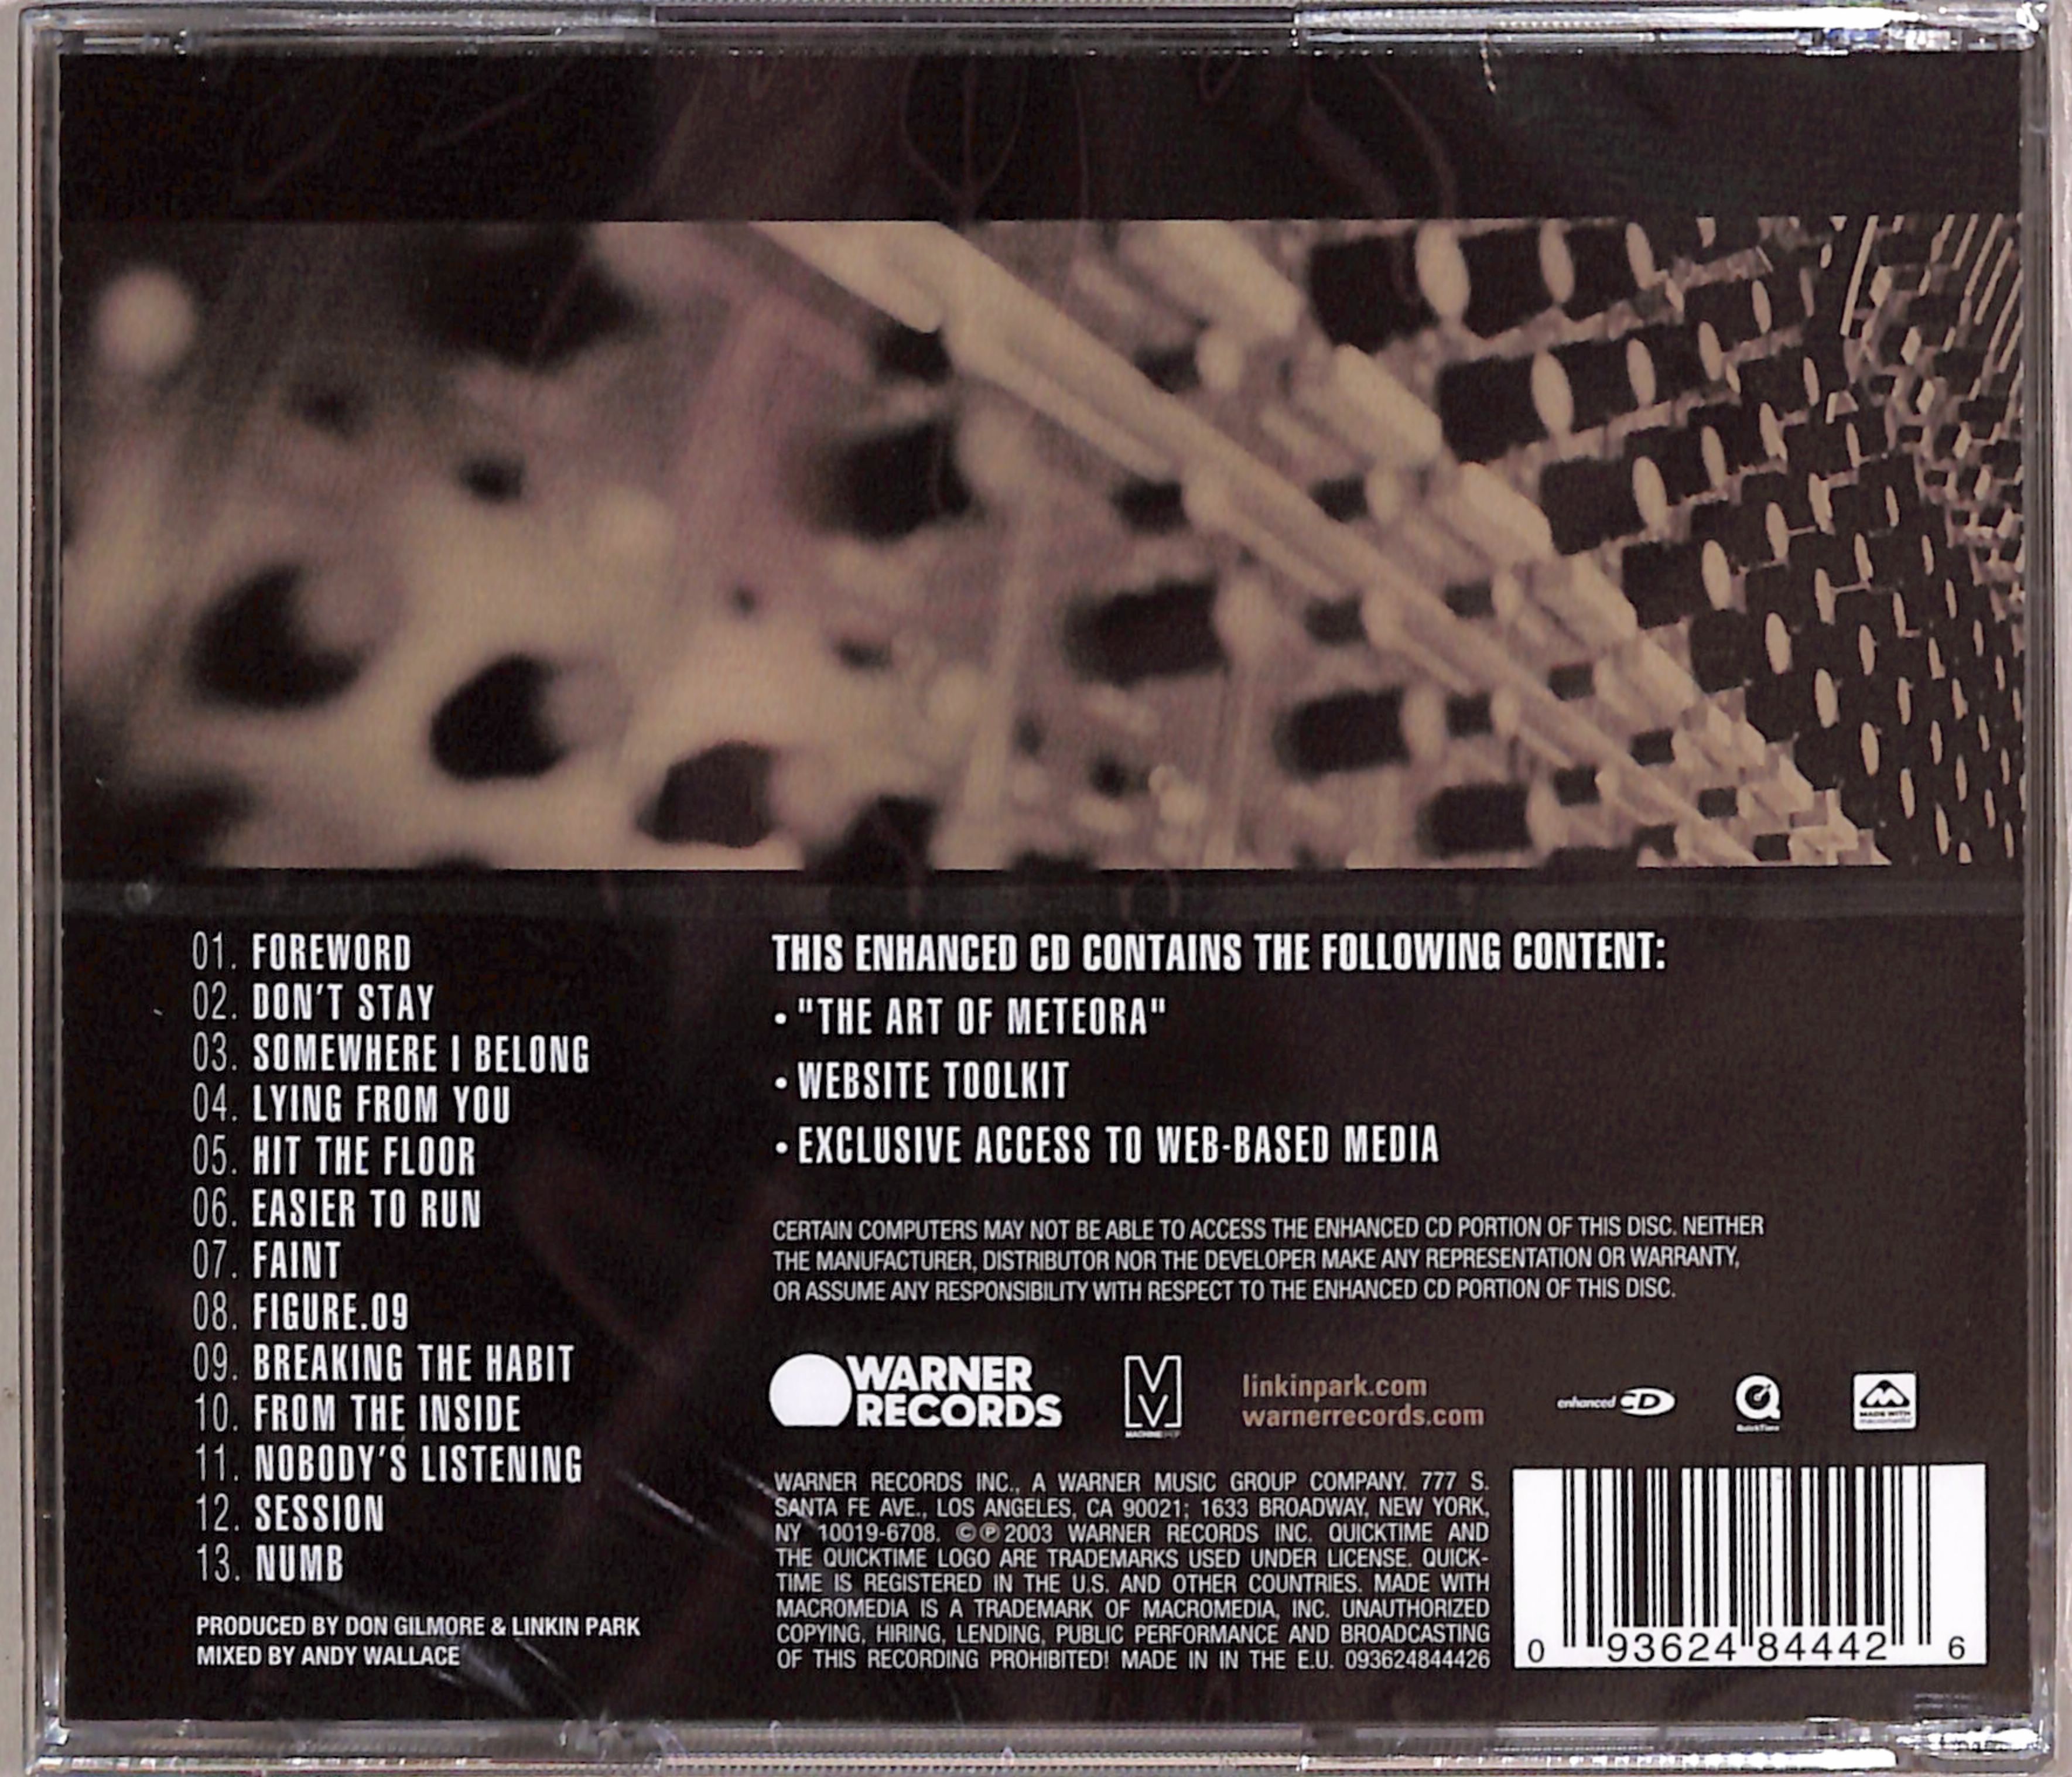 01. FOREWORD
02. DON'T STAY
03. SOMEWHERE I BELONG
04. LYING FROM YOU
05. HIT THE FLOOR
06. EASIER TO RUN
07. FAINT
08. FIGURE.09
09. BREAKING THE HABIT
10. FROM THE INSIDE
11. NOBODY'S LISTENING
12. SESSION
13. NUMB
PRODUCED BY DON GILMORE & LINKIN PARK
MIXED BY ANDY WALLACE
THIS ENHANCED CD CONTAINS THE FOLLOWING CONTENT:
• "THE ART OF METEORA"
• WEBSITE TOOLKIT
• EXCLUSIVE ACCESS TO WEB-BASED MEDIA
CERTAIN COMPUTERS MAY NOT BE ABLE TO ACCESS THE ENHANCED CD PORTION OF THIS DISC. NEITHER
THE MANUFACTURER, DISTRIBUTOR NOR THE DEVELOPER MAKE ANY REPRESENTATION OR WARRANTY,
OR ASSUME ANY RESPONSIBILITY WITH RESPECT TO THE ENHANCED CD PORTION OF THIS DISC.
WARNER
RECORDS
MACHINE SHOP
linkinpark.com
warnerrecords.com
enhanced CD
QuickTime
MADE WITH
macromedia
WARNER RECORDS INC., A WARNER MUSIC GROUP COMPANY. 777 S.
SANTA FE AVE., LOS ANGELES, CA 90021; 1633 BROADWAY, NEW YORK,
NY 10019-6708. ©℗2003 WARNER RECORDS INC. QUICKTIME AND
THE QUICKTIME LOGO ARE TRADEMARKS USED UNDER LICENSE. QUICK-
TIME IS REGISTERED IN THE U.S. AND OTHER COUNTRIES. MADE WITH
MACROMEDIA IS A TRADEMARK OF MACROMEDIA, INC. UNAUTHORIZED
COPYING, HIRING, LENDING, PUBLIC PERFORMANCE AND BROADCASTING
OF THIS RECORDING PROHIBITED! MADE IN IN THE E.U. 093624844426
0 93624 84442 6